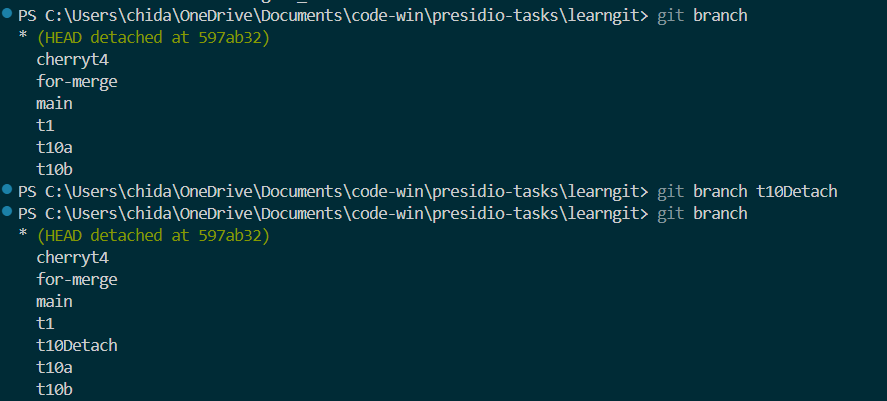 PS C:\Users\chida\OneDrive\Documents\code-win\presidio-tasks\learngit> git branch
* (HEAD detached at 597ab32)
cherryt4
for-merge
main
t1
t10a
t10b
PS C:\Users\chida\OneDrive\Documents\code-win\presidio-tasks\learngit> git branch t10Detach
PS C:\Users\chida\OneDrive\Documents\code-win\presidio-tasks\learngit> git branch
* (HEAD detached at 597ab32)
cherryt4
for-merge
main
t1
t10Detach
t10a
t10b